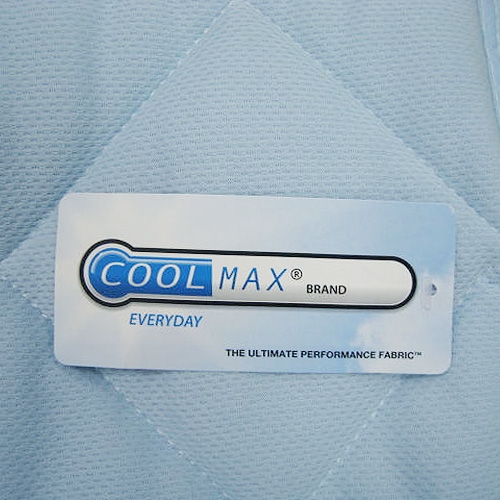 COOLMAX® BRAND
EVERYDAY
THE ULTIMATE PERFORMANCE FABRIC™